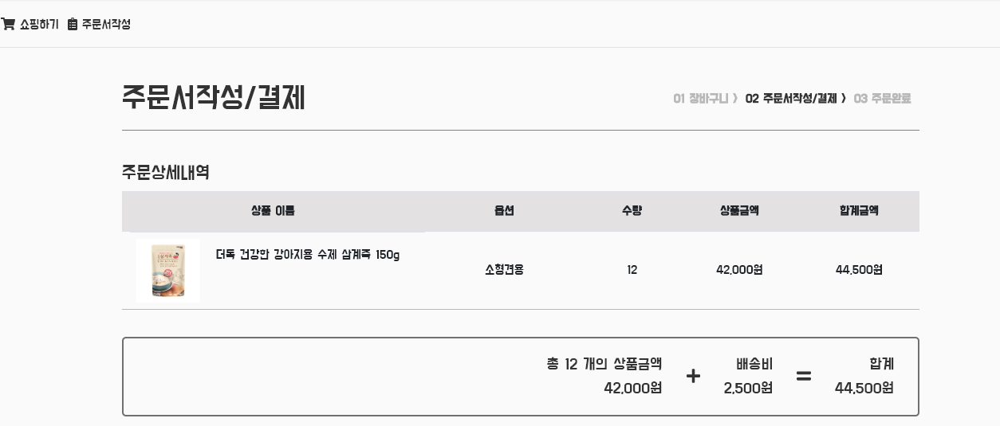 쇼핑하기 주문서작성
주문서작성/결제
01 장바구니 〉 02 주문서작성/결제 〉 03 주문완료
주문상세내역
상품 이름 옵션 수량 상품금액 합계금액
더독 건강한 강아지용 수제 삼계죽 150g
소형견용 12 42,000원 44,500원
총 12 개의 상품금액 + 배송비 = 합계
42,000원 2,500원 44,500원